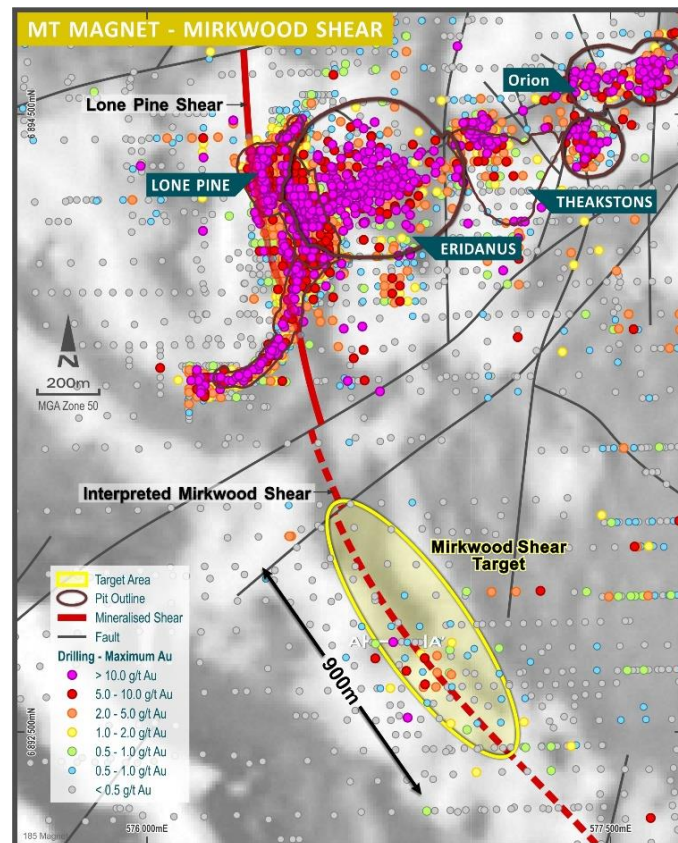 MT MAGNET - MIRKWOOD SHEAR
Orion
Lone Pine Shear
6 894 500mN
LONE PINE
THEAKSTONS
ERIDANUS
N
200m
MGA Zone 50
Interpreted Mirkwood Shear
Mirkwood Shear
Target
A
A'
900m
Target Area
Pit Outline
Mineralised Shear
Fault
Drilling - Maximum Au
> 10.0 g/t Au
5.0 - 10.0 g/t Au
2.0 - 5.0 g/t Au
1.0 - 2.0 g/t Au
0.5 - 1.0 g/t Au
0.5 - 1.0 g/t Au
< 0.5 g/t Au
6 892 500mN
185 Magnet
576 000mE
577 500mE